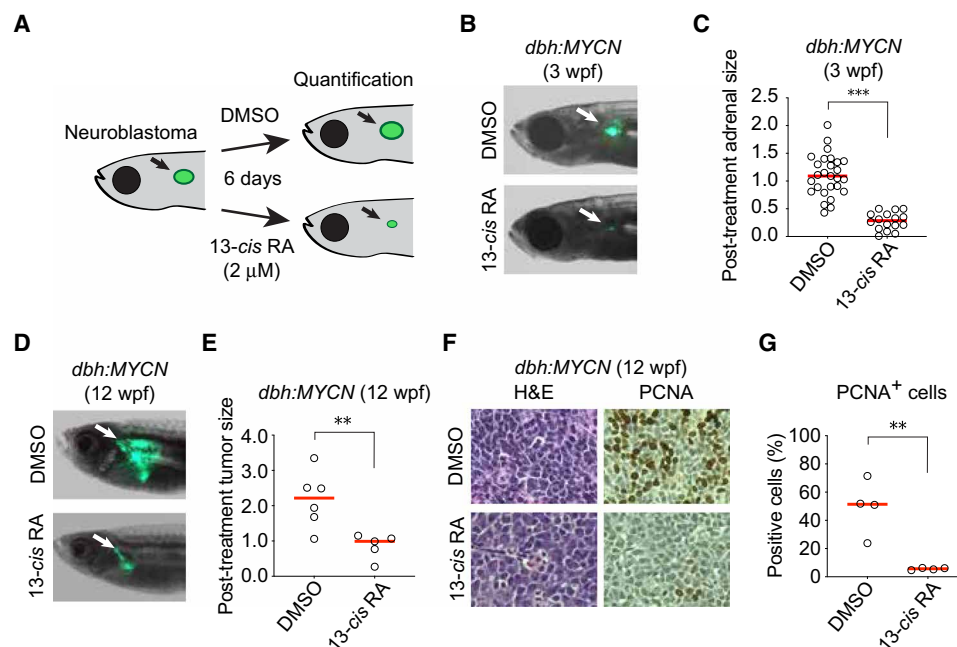 A
Neuroblastoma
DMSO
6 days
13-cis RA
(2 μM)
Quantification
B
dbh:MYCN
(3 wpf)
DMSO
13-cis RA
C
dbh:MYCN
(3 wpf)
Post-treatment adrenal size
***
2.5
2.0
1.5
1.0
0.5
0.0
DMSO
13-cis RA
D
dbh:MYCN
(12 wpf)
DMSO
13-cis RA
E
dbh:MYCN (12 wpf)
Post-treatment tumor size
**
4.0
3.0
2.0
1.0
0.0
DMSO
13-cis RA
F
dbh:MYCN (12 wpf)
H&E
PCNA
DMSO
13-cis RA
G
PCNA+ cells
Positive cells (%)
**
100
80
60
40
20
0
DMSO
13-cis RA